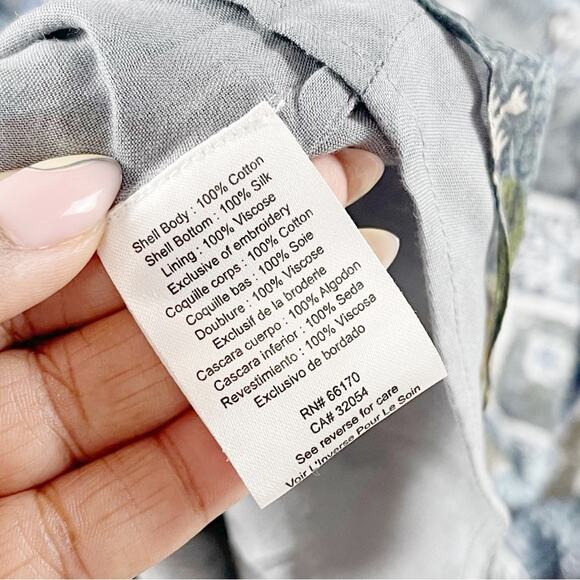 Shell Body : 100% Cotton
Shell Bottom : 100% Silk
Lining : 100% Viscose
Exclusive of embroidery
Coquille corps : 100% Cotton
Coquille bas : 100% Soie
Doublure : 100% Viscose
Exclusif de la broderie
Cascara cuerpo : 100% Algodon
Cascara inferior : 100% Seda
Revestimiento : 100% Viscosa
Exclusivo de bordado
RN# 66170
CA# 32054
See reverse for care
Voir L'Inverse Pour Le Soin